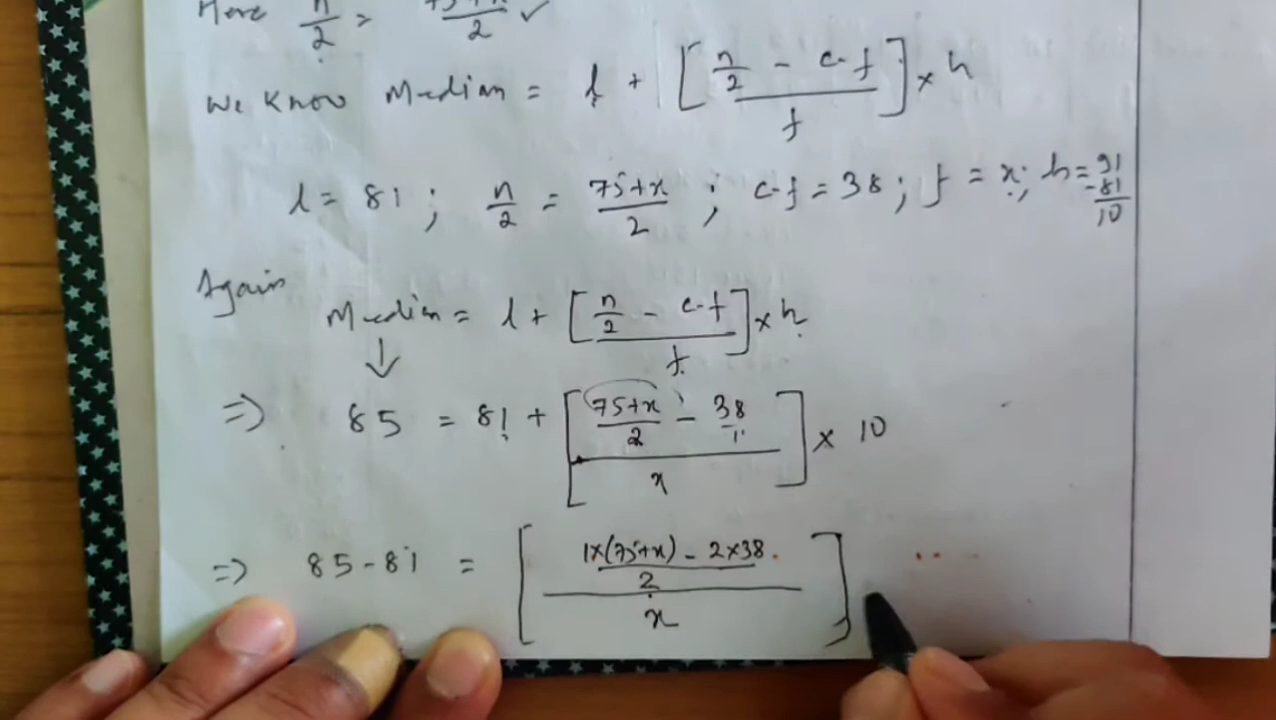 Here n/2 = 75+x/2 ✓
We know Median = l + [n/2 - c.f / f] × h
l = 81 ; n/2 = 75+x/2 ; c.f = 38 ; f = x ; h = 91 -81 10
Again
Median = l + [n/2 - c.f / f] × h
↓
⇒ 85 = 81 + [75+x/2 - 38/1 / x] × 10
⇒ 85-81 = [1×(75+x) - 2×38 / 2 / x]